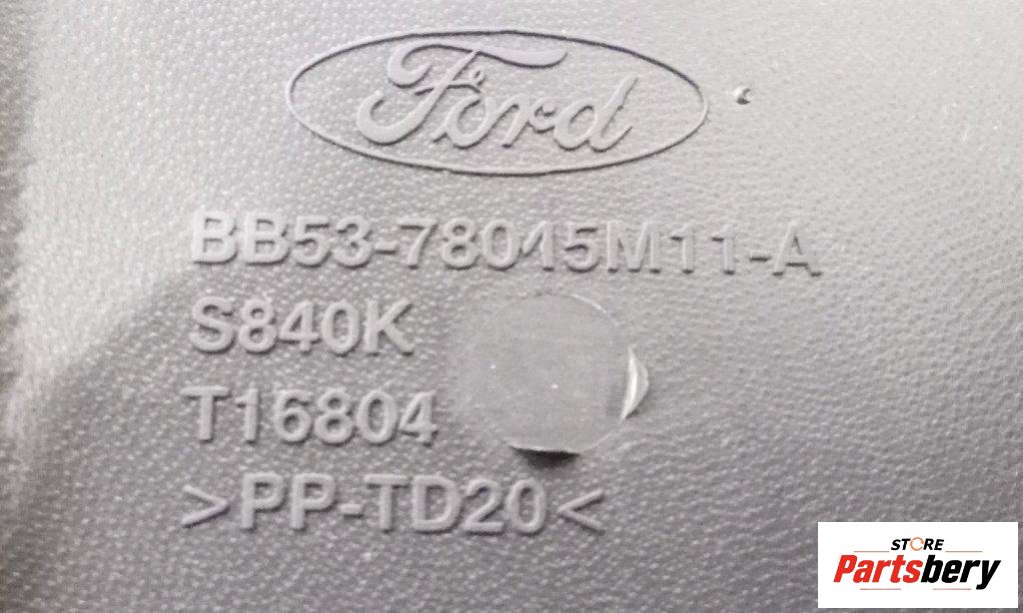 Ford
BB53-78015M11-A
S840K
T16804
>PP-TD20<
STORE
Partsbery